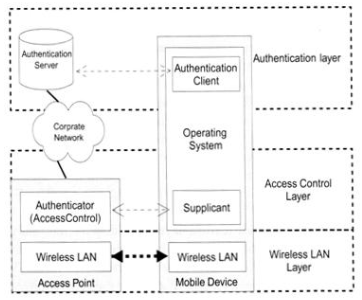 Authentication
Server
Authentication
Client
Authentication layer
Corprate
Network
Operating
System
Access Control
Layer
Authenticator
(AccessControl)
Supplicant
Wireless LAN
Wireless LAN
Wireless LAN
Layer
Access Point
Mobile Device